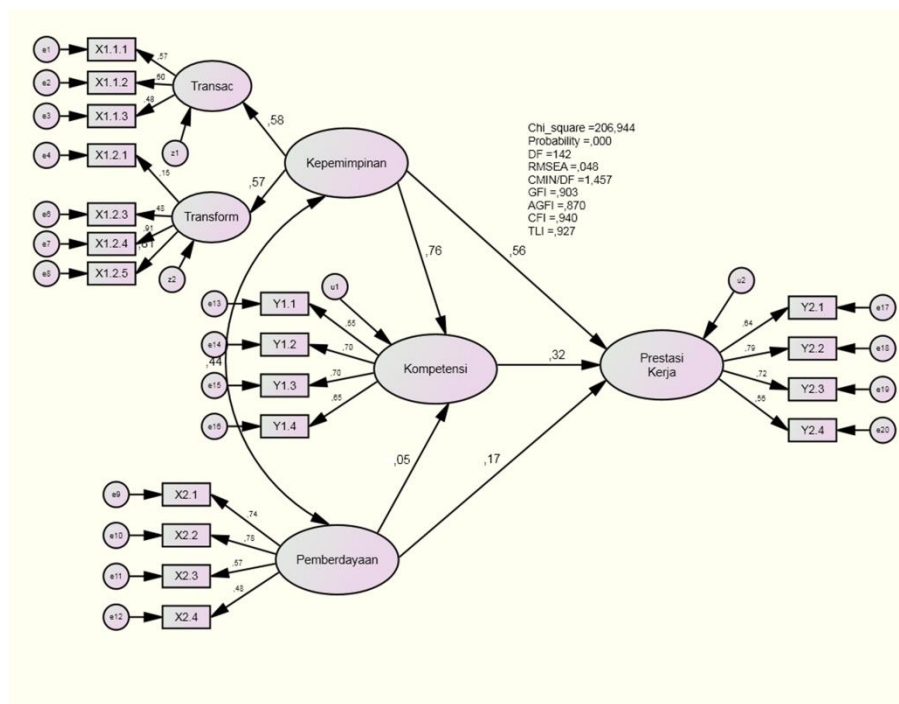 e1
X1.1.1
,57
e2
X1.1.2
,60
e3
X1.1.3
,48
Transac
z1
,58
e4
X1.2.1
,15
e6
X1.2.3
,48
e7
X1.2.4
,91
e8
X1.2.5
Transform
z2
,57
Kepemimpinan
Chi_square =206,944
Probability =,000
DF =142
RMSEA =,048
CMIN/DF =1,457
GFI =,903
AGFI =,870
CFI =,940
TLI =,927
,76
,56
,44
e13
Y1.1
,55
e14
Y1.2
,70
e15
Y1.3
,70
e16
Y1.4
,65
u1
Kompetensi
,32
u2
Prestasi
Kerja
Y2.1
,64
e17
Y2.2
,79
e18
Y2.3
,72
e19
Y2.4
,56
e20
,05
,17
e9
X2.1
,74
e10
X2.2
,78
e11
X2.3
,57
e12
X2.4
,48
Pemberdayaan